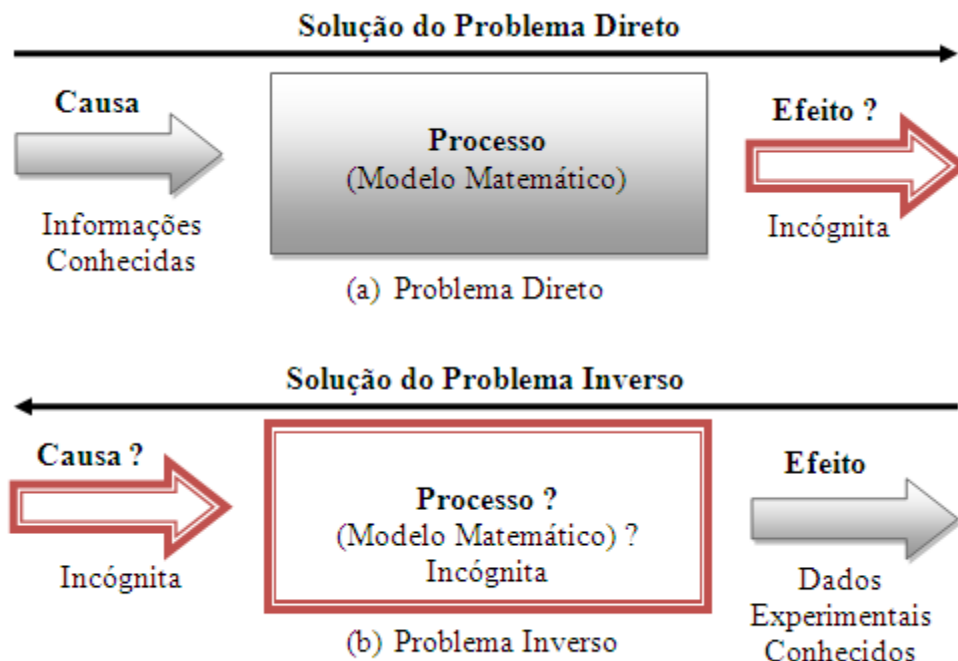 Solução do Problema Direto
Causa
Informações
Conhecidas
Processo
(Modelo Matemático)
Efeito ?
Incógnita
(a) Problema Direto
Solução do Problema Inverso
Causa ?
Incógnita
Processo ?
(Modelo Matemático) ?
Incógnita
Efeito
Dados
Experimentais
Conhecidos
(b) Problema Inverso